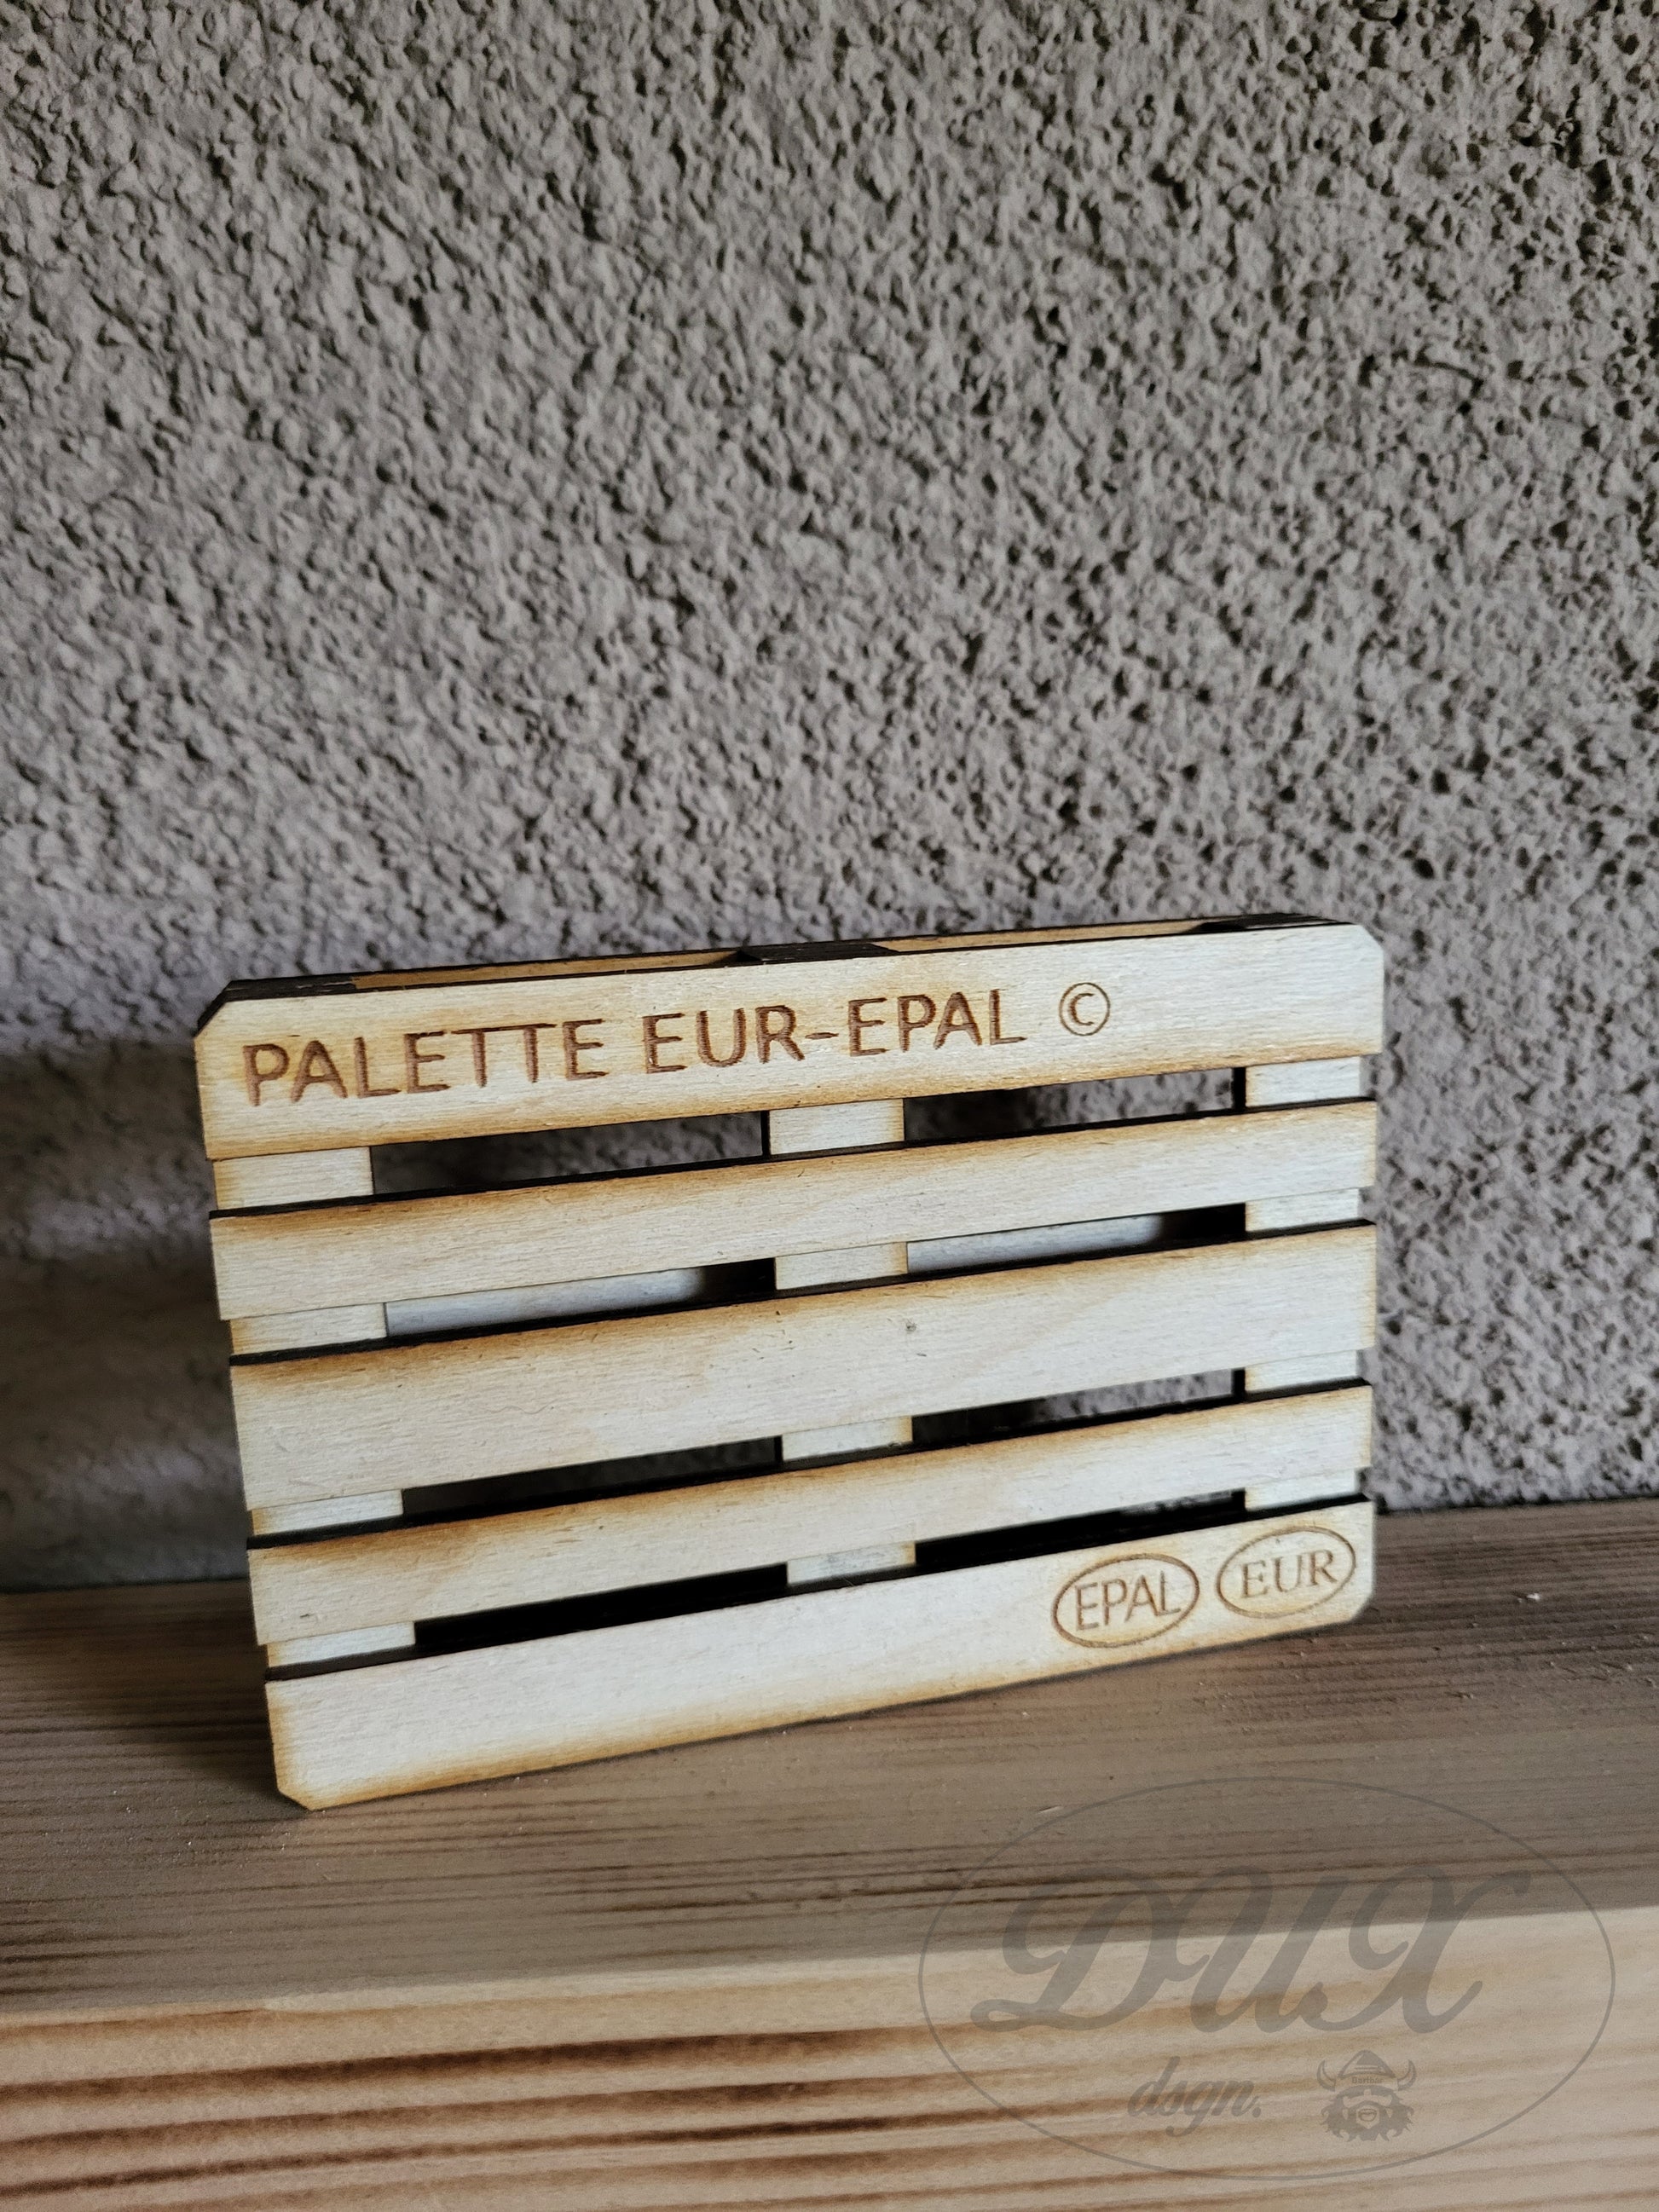 PALETTE EUR-EPAL ©
EPAL EUR
DUX
dsgn.